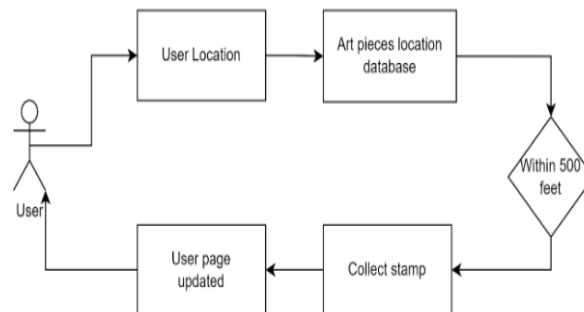 User Location
Art pieces location
database
Within 500
feet
User
User page
updated
Collect stamp